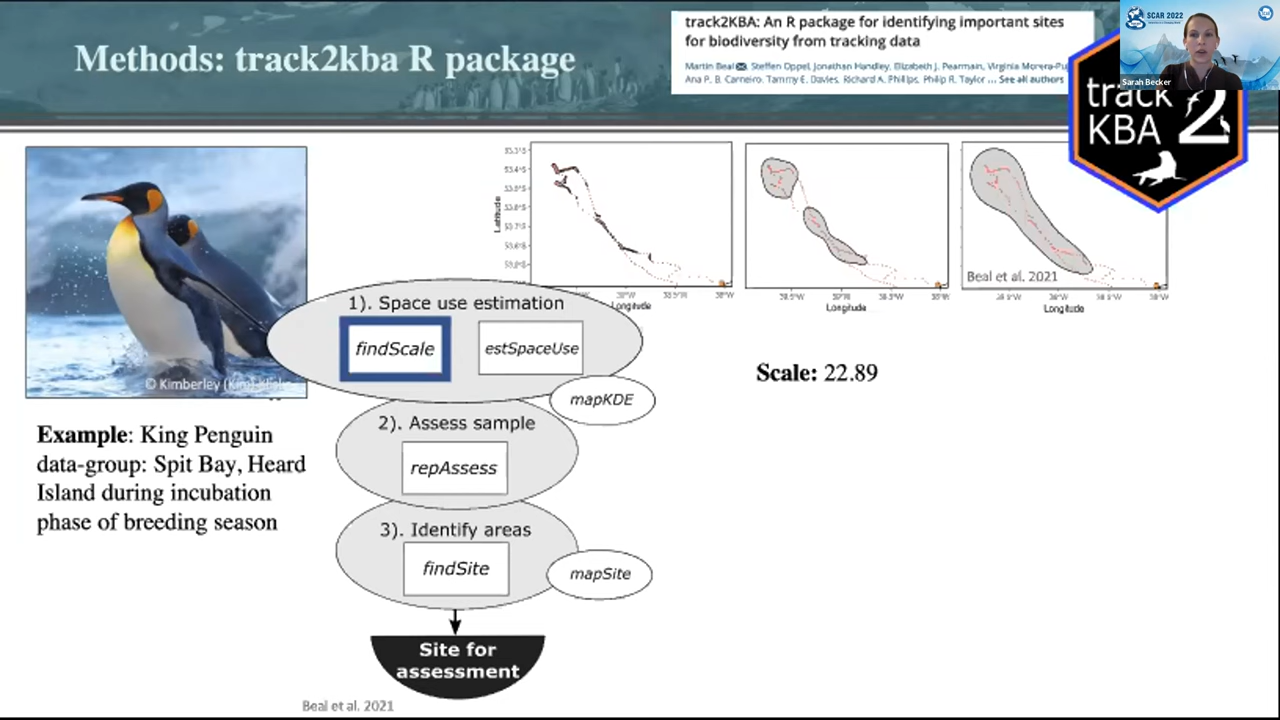 Methods: track2kba R package
track2KBA: An R package for identifying important sites
for biodiversity from tracking data
Martin Beal, Steffen Oppel, Jonathan Handley, Elizabeth J. Pearmain, Virginia Morera-Pu
Ana P. B. Carneiro, Tammy E. Davies, Richard A. Phillips, Philip R. Taylor ... See all authors
SCAR 2022
Sarah Becker
track
KBA 2
Latitude
Longitude
Longitude
Longitude
38°W
Beal et al. 2021
1). Space use estimation
findScale
estSpaceUse
mapKDE
Scale: 22.89
© Kimberley
Example: King Penguin
data-group: Spit Bay, Heard
Island during incubation
phase of breeding season
2). Assess sample
repAssess
3). Identify areas
findSite
mapSite
Site for
assessment
Beal et al. 2021